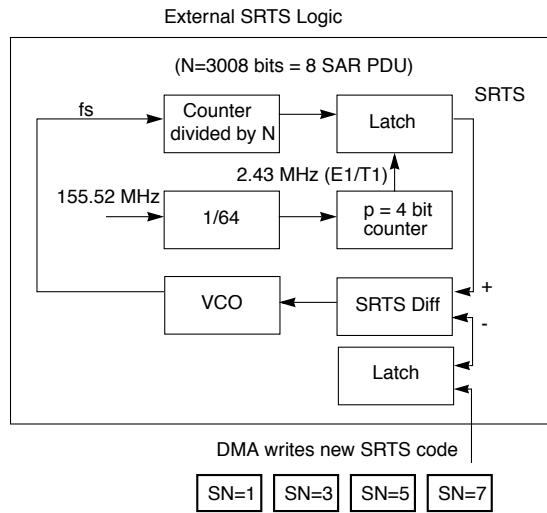 External SRTS Logic
(N=3008 bits = 8 SAR PDU)
fs
Counter
divided by N
Latch
SRTS
2.43 MHz (E1/T1)
155.52 MHz
1/64
p = 4 bit
counter
VCO
SRTS Diff
+
-
Latch
DMA writes new SRTS code
SN=1
SN=3
SN=5
SN=7